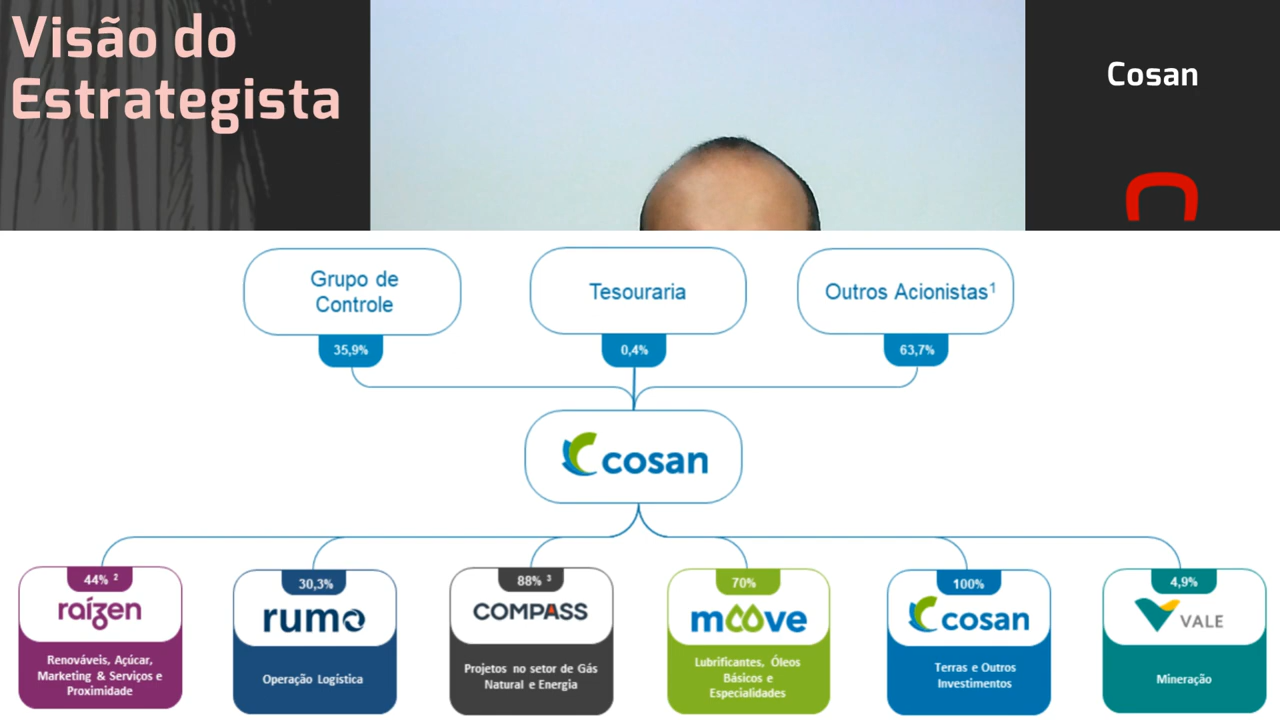 Visão do
Estrategista
Cosan
Grupo de
Controle
35,9%
Tesouraria
0,4%
Outros Acionistas¹
63,7%
cosan
44% ²
raízen
Renováveis, Açúcar,
Marketing & Serviços e
Proximidade
30,3%
rumo
Operação Logística
88% ³
COMPASS
Projetos no setor de Gás
Natural e Energia
70%
moove
Lubrificantes, Óleos
Básicos e
Especialidades
100%
cosan
Terras e Outros
Investimentos
4,9%
VALE
Mineração